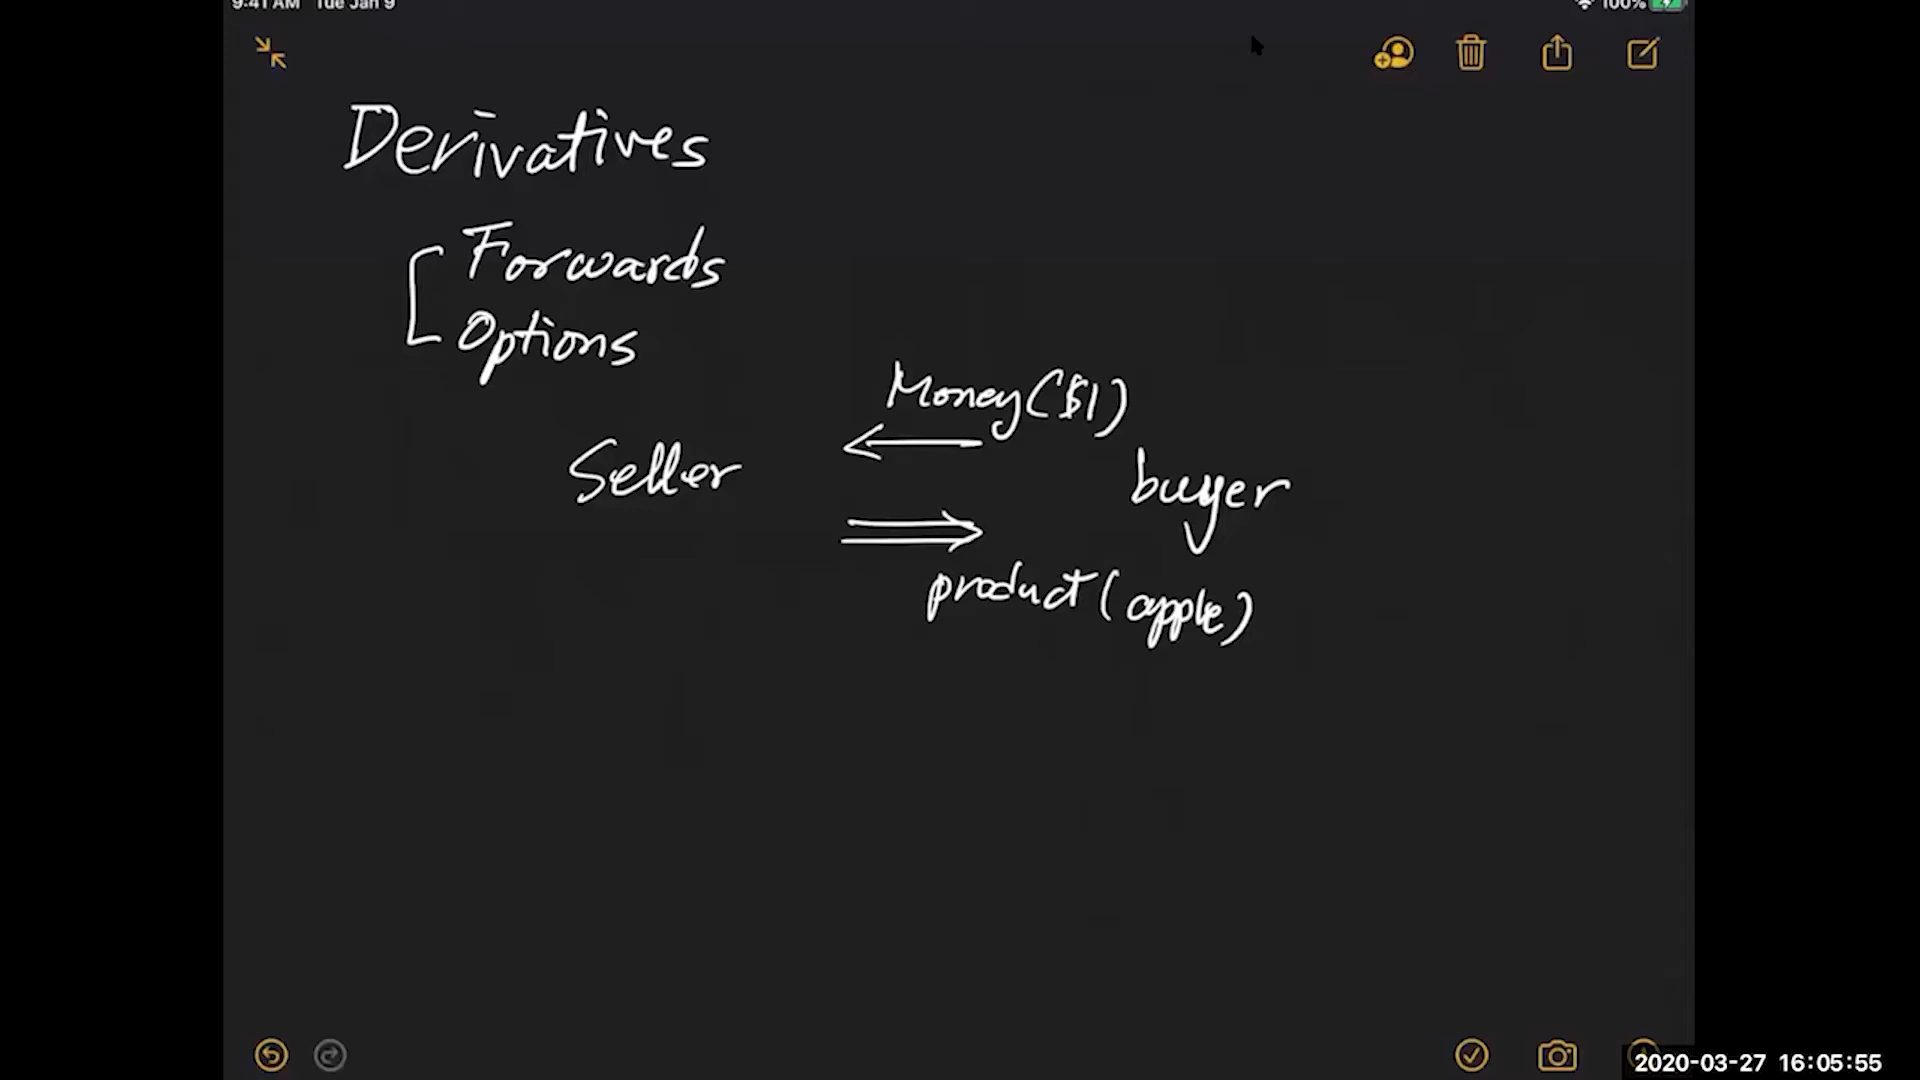 9:41 AM Tue Jan 9 100%
Derivatives
Forwards
Options
Money ($1)
Seller
buyer
product (apple)
2020-03-27 16:05:55